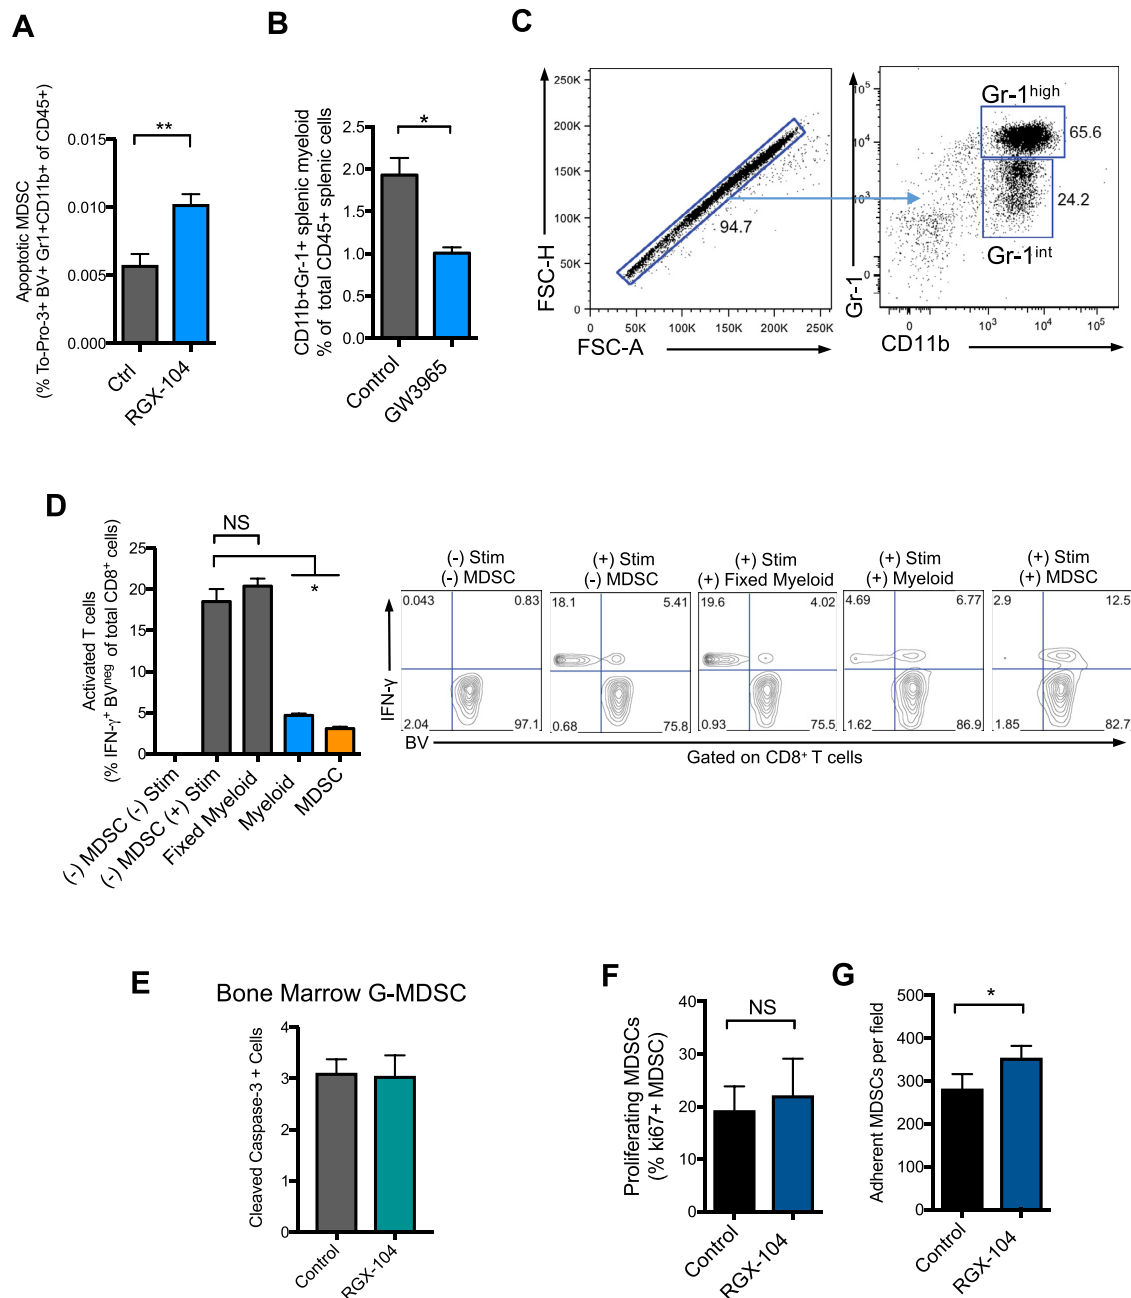 A
Apoptotic MDSC
(% To-Pro-3+ BV+ Gr1+CD11b+ of CD45+)
0.015
0.010
0.005
0.000
**
Ctrl
RGX-104
B
CD11b+Gr-1+ splenic myeloid
% of total CD45+ splenic cells
2.5
2.0
1.5
1.0
0.5
0.0
*
Control
GW3965
C
FSC-H
250K
200K
150K
100K
50K
0
94.7
0 50K 100K 150K 200K 250K
FSC-A
Gr-1
10⁵
10⁴
10³
0
Gr-1high
65.6
24.2
Gr-1int
0 10³ 10⁴ 10⁵
CD11b
D
Activated T cells
(% IFN-γ⁺ BVneg of total CD8⁺ cells)
25
20
15
10
5
0
NS
*
(-) MDSC (-) Stim
(-) MDSC (+) Stim
Fixed Myeloid
Myeloid
MDSC
(-) Stim
(-) MDSC
(+) Stim
(-) MDSC
(+) Stim
(+) Fixed Myeloid
(+) Stim
(+) Myeloid
(+) Stim
(+) MDSC
0.043 0.83
2.04 97.1
18.1 5.41
0.68 75.8
19.6 4.02
0.93 75.5
4.69 6.77
1.62 86.9
2.9 12.5
1.85 82.7
IFN-γ
BV
Gated on CD8⁺ T cells
E
Bone Marrow G-MDSC
Cleaved Caspase-3 + Cells
4
3
2
1
0
Control
RGX-104
F
Proliferating MDSCs
(% ki67+ MDSC)
40
30
20
10
0
NS
Control
RGX-104
G
Adherent MDSCs per field
500
400
300
200
100
0
*
Control
RGX-104